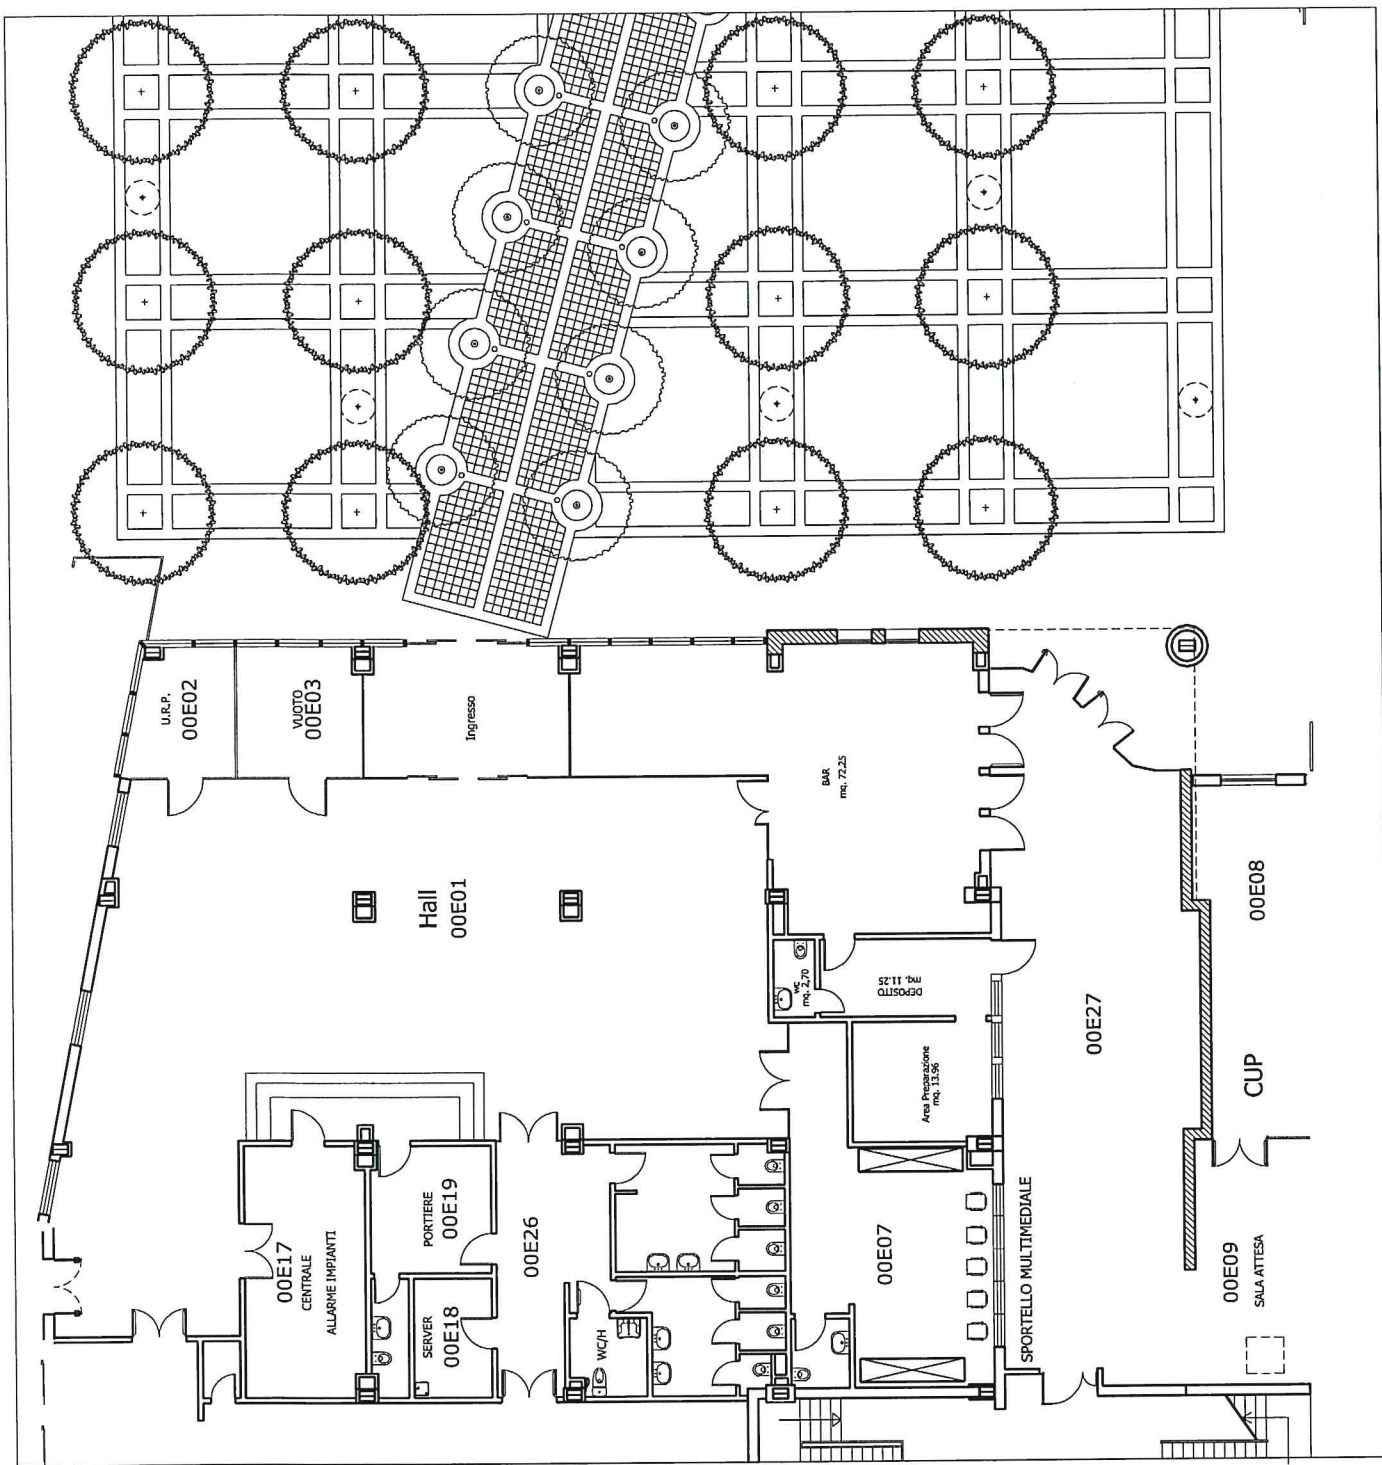 U.R.P.
00E02
VUOTO
00E03
Ingresso
BAR
mq. 72,25
Hall
00E01
00E08
WC
mq. 2,70
DEPOSITO
mq. 11.25
00E27
Area Preparazione
mq. 13.96
CUP
00E17
CENTRALE
ALLARME IMPIANTI
PORTIERE
00E19
00E26
SERVER
00E18
WC/H
00E07
SPORTELLO MULTIMEDIALE
00E09
SALA ATTESA